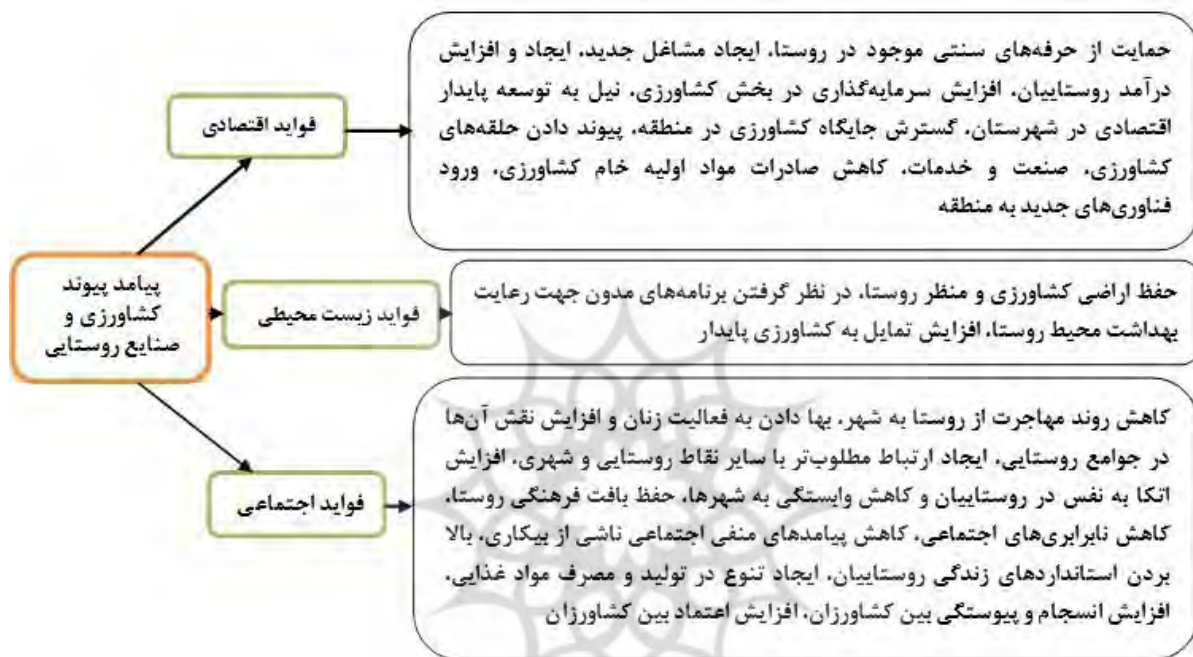 حمایت از حرفه‌های سنتی موجود در روستا، ایجاد مشاغل جدید، ایجاد و افزایش
درآمد روستاییان، افزایش سرمایه‌گذاری در بخش کشاورزی، نیل به توسعه پایدار
اقتصادی در شهرستان، گسترش جایگاه کشاورزی در منطقه، پیوند دادن حلقه‌های
کشاورزی، صنعت و خدمات، کاهش صادرات مواد اولیه خام کشاورزی، ورود
فناوری‌های جدید به منطقه
فواید اقتصادی
پیامد پیوند
کشاورزی و
صنایع روستایی
فواید زیست محیطی
حفظ اراضی کشاورزی و منظر روستا، در نظر گرفتن برنامه‌های مدون جهت رعایت
بهداشت محیط روستا، افزایش تمایل به کشاورزی پایدار
فواید اجتماعی
کاهش روند مهاجرت از روستا به شهر، بها دادن به فعالیت زنان و افزایش نقش آن‌ها
در جوامع روستایی، ایجاد ارتباط مطلوب‌تر با سایر نقاط روستایی و شهری، افزایش
اتکا به نفس در روستاییان و کاهش وابستگی به شهرها، حفظ بافت فرهنگی روستا،
کاهش نابرابری‌های اجتماعی، کاهش پیامدهای منفی اجتماعی ناشی از بیکاری، بالا
بردن استانداردهای زندگی روستاییان، ایجاد تنوع در تولید و مصرف مواد غذایی،
افزایش انسجام و پیوستگی بین کشاورزان، افزایش اعتماد بین کشاورزان